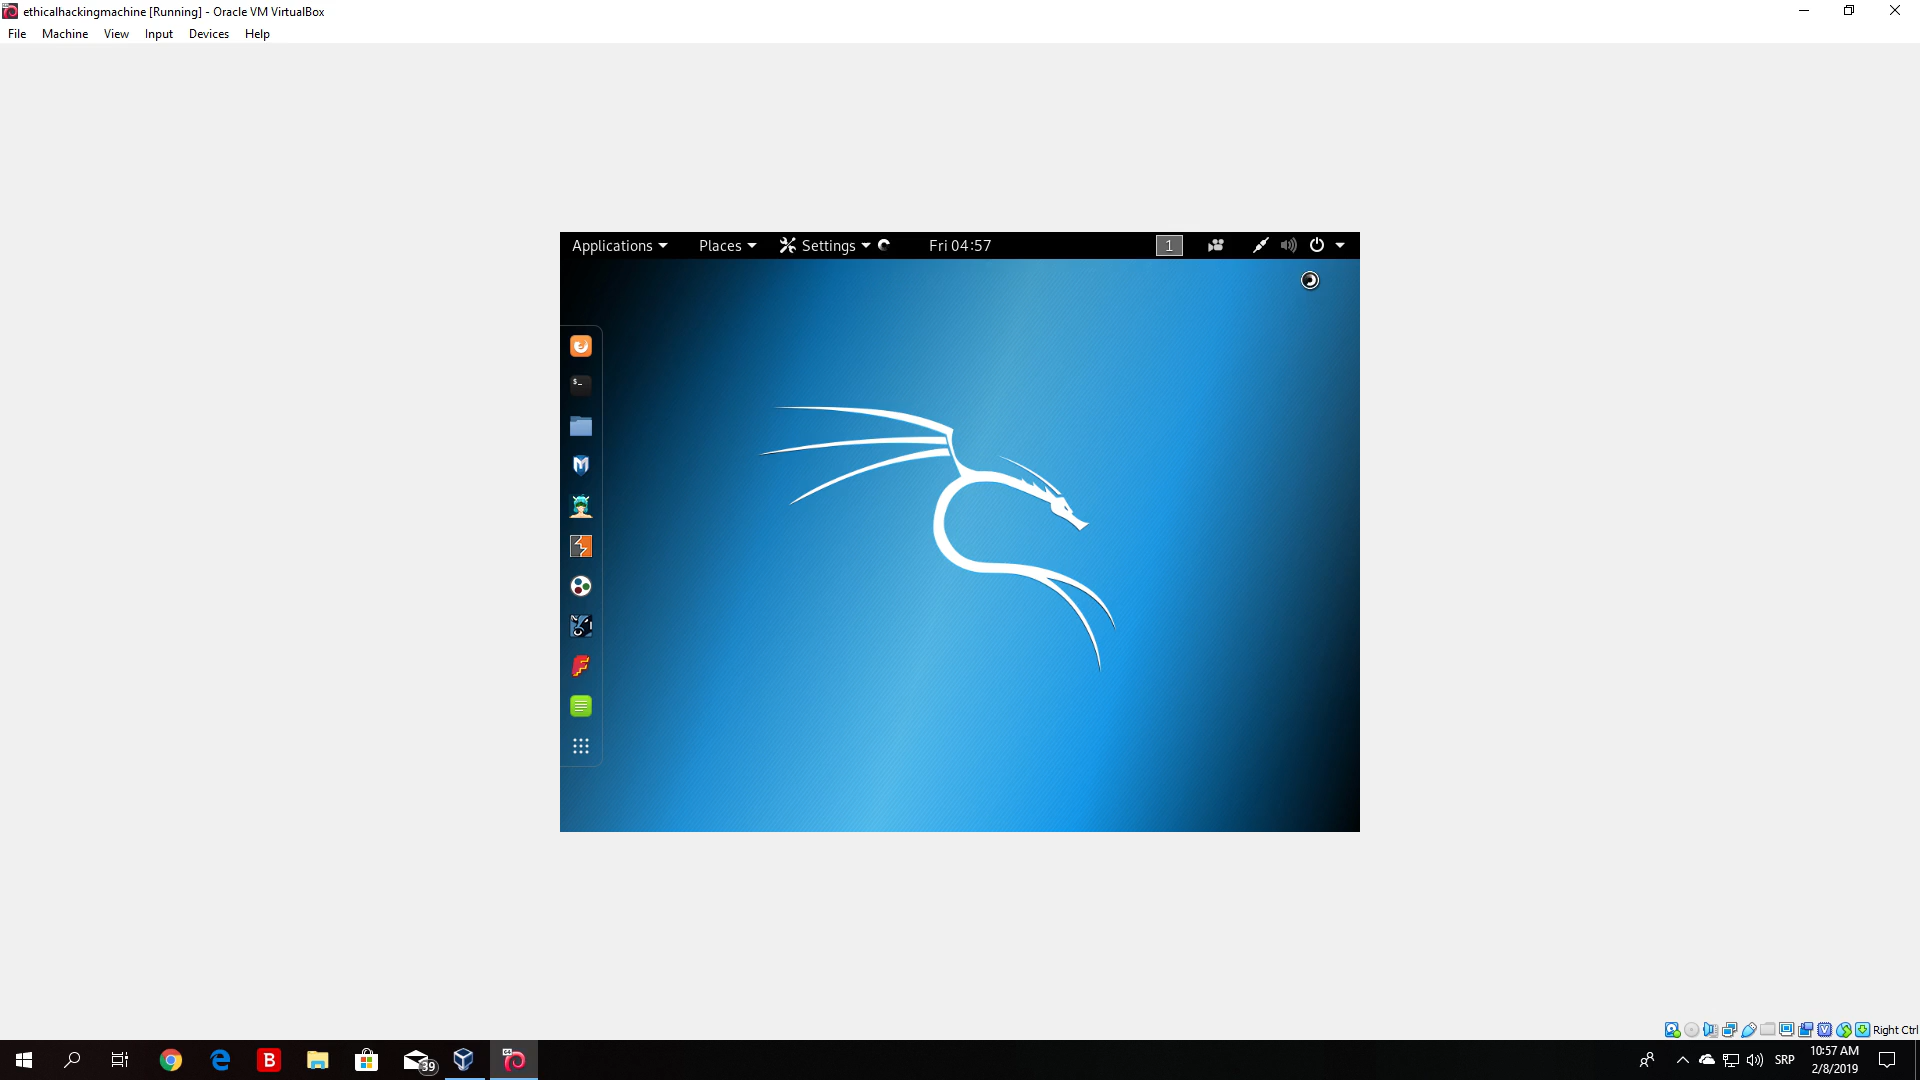 ethicalhackingmachine [Running] - Oracle VM VirtualBox
File Machine View Input Devices Help
Applications Places Settings Fri 04:57 1
$_
M
F
Right Ctrl
B 39 64 SRP 10:57 AM
2/8/2019